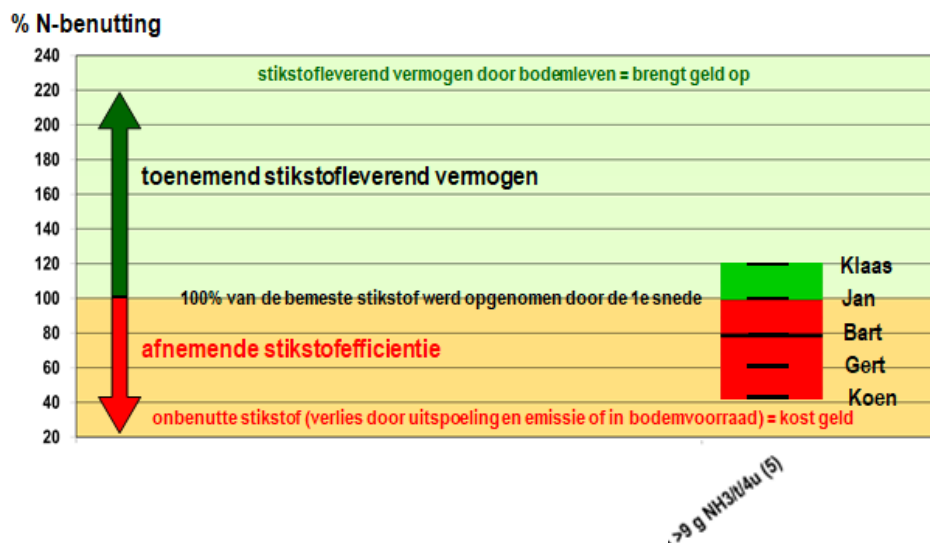 % N-benutting
240
220
200
180
160
140
120
100
80
60
40
20
stikstofleverend vermogen door bodemleven = brengt geld op
toenemend stikstofleverend vermogen
Klaas
100% van de bemeste stikstof werd opgenomen door de 1e snede
Jan
Bart
afnemende stikstofefficientie
Gert
Koen
onbenutte stikstof (verlies door uitspoeling en emissie of in bodemvoorraad) = kost geld
>9 g NH3/t/4u (5)